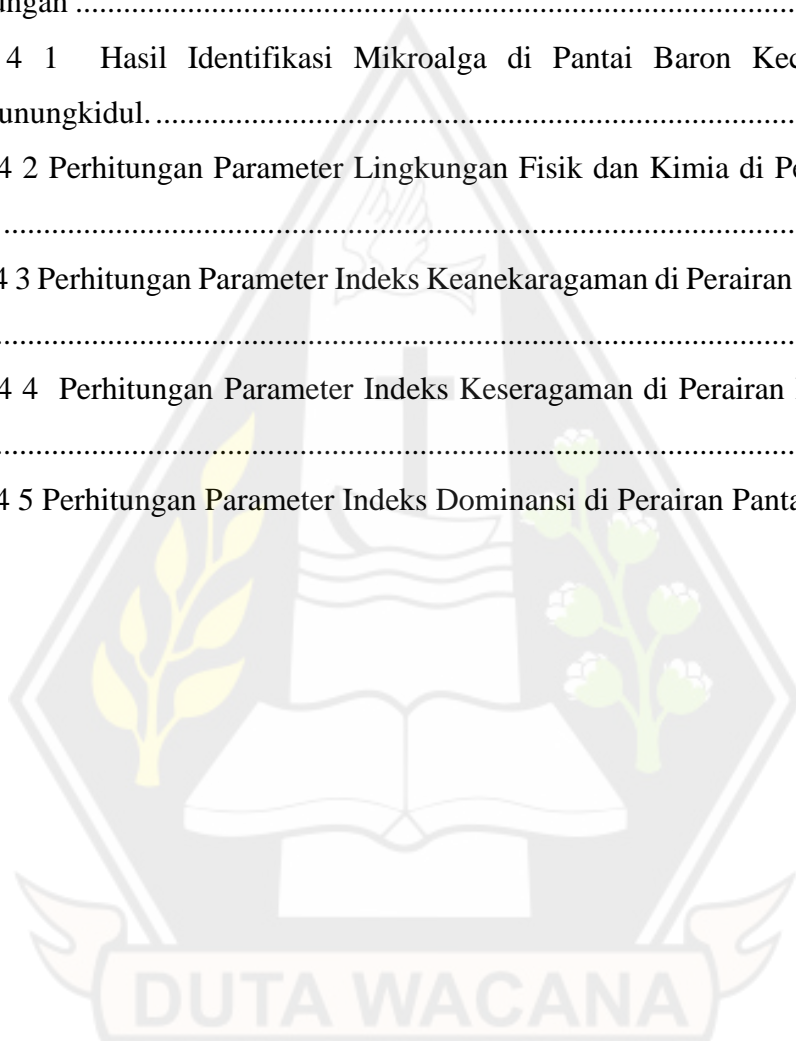 ungan ....................................................................................................
4 1 Hasil Identifikasi Mikroalga di Pantai Baron Kec
unungkidul. ....................................................................................................
4 2 Perhitungan Parameter Lingkungan Fisik dan Kimia di Pe
....................................................................................................
4 3 Perhitungan Parameter Indeks Keanekaragaman di Perairan
....................................................................................................
4 4 Perhitungan Parameter Indeks Keseragaman di Perairan
....................................................................................................
4 5 Perhitungan Parameter Indeks Dominansi di Perairan Panta
DUTA WACANA